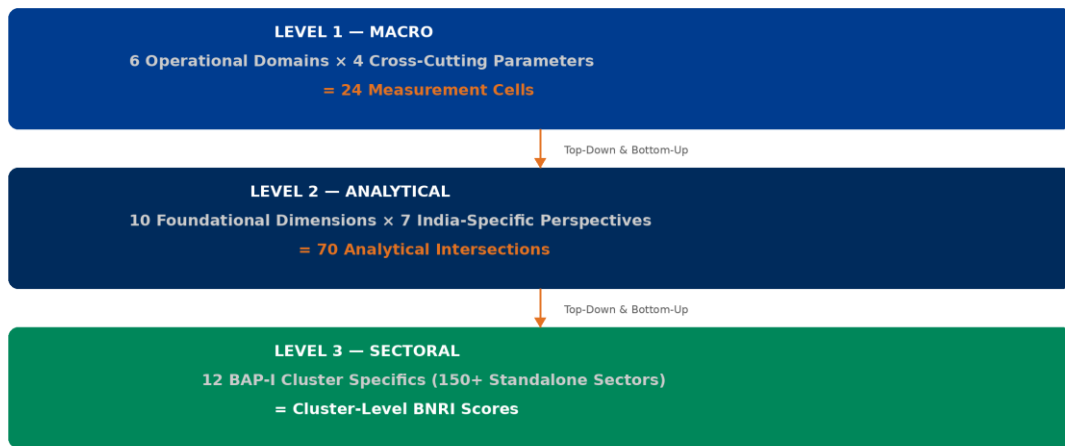 LEVEL 1 — MACRO
6 Operational Domains × 4 Cross-Cutting Parameters
= 24 Measurement Cells
Top-Down & Bottom-Up
LEVEL 2 — ANALYTICAL
10 Foundational Dimensions × 7 India-Specific Perspectives
= 70 Analytical Intersections
Top-Down & Bottom-Up
LEVEL 3 — SECTORAL
12 BAP-I Cluster Specifics (150+ Standalone Sectors)
= Cluster-Level BNRI Scores